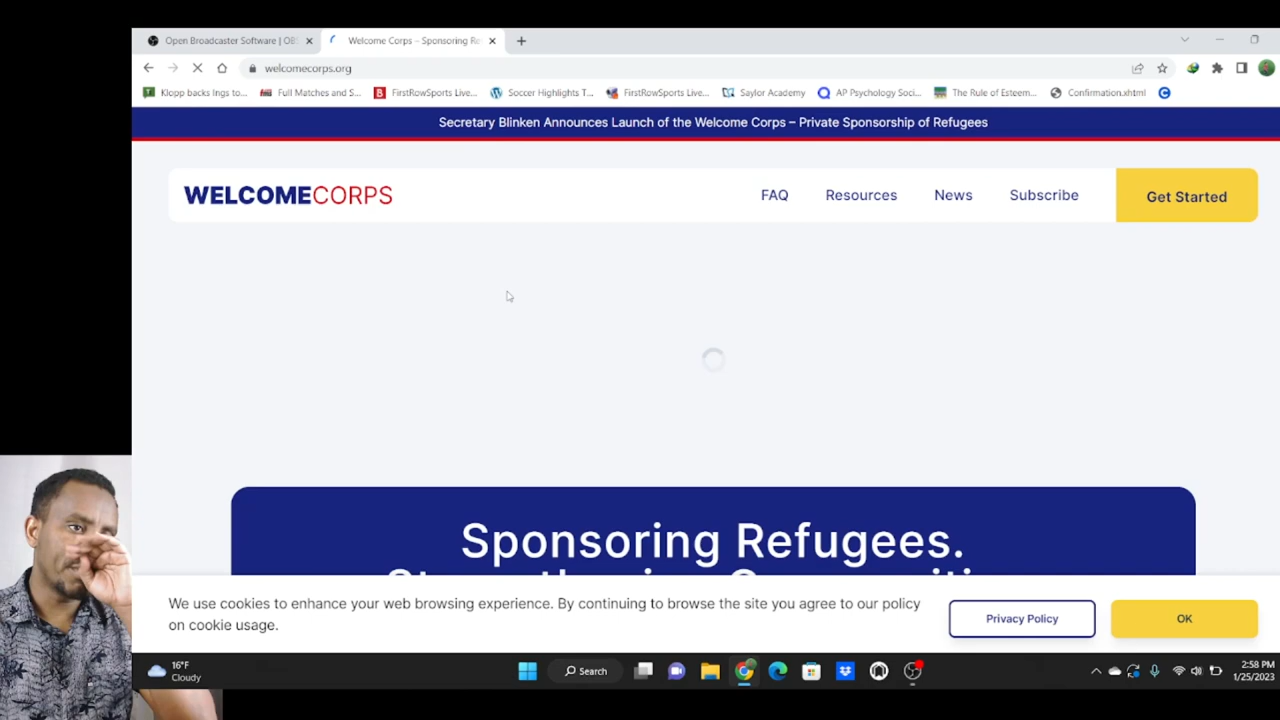 Open Broadcaster Software | OBS
Welcome Corps – Sponsoring Re
welcomecorps.org
Klopp backs Ings to...
Full Matches and S...
FirstRowSports Live...
Soccer Highlights T...
FirstRowSports Live...
Saylor Academy
AP Psychology Soci...
The Rule of Esteem...
Confirmation.xhtml
Secretary Blinken Announces Launch of the Welcome Corps – Private Sponsorship of Refugees
WELCOMECORPS
FAQ
Resources
News
Subscribe
Get Started
Sponsoring Refugees.
We use cookies to enhance your web browsing experience. By continuing to browse the site you agree to our policy
on cookie usage.
Privacy Policy
OK
16°F
Cloudy
Search
2:58 PM
1/25/2023